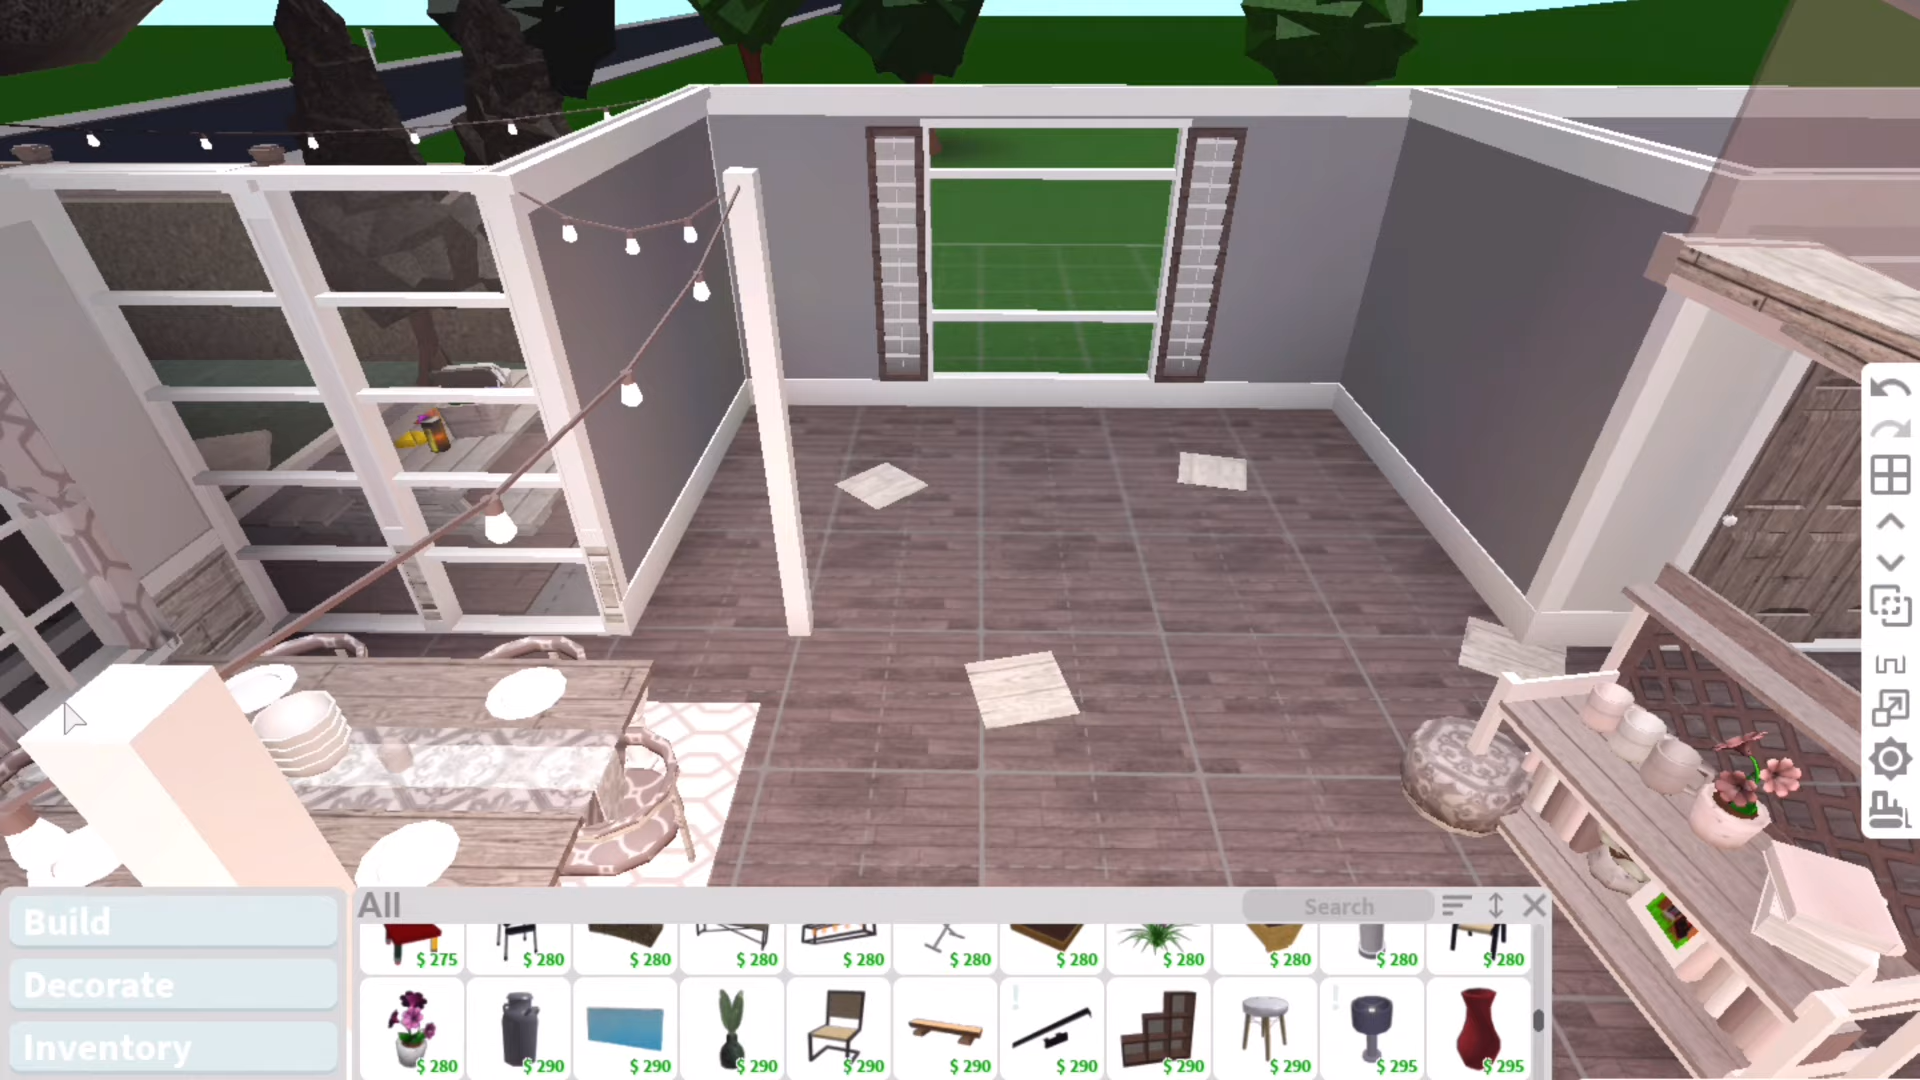 All
Search
$ 275 $ 280 $ 280 $ 280 $ 280 $ 280 $ 280 $ 280 $ 280 $ 280 $ 280
$ 280 $ 290 $ 290 $ 290 $ 290 $ 290 $ 290 $ 290 $ 290 $ 295 $ 295
Build
Decorate
Inventory